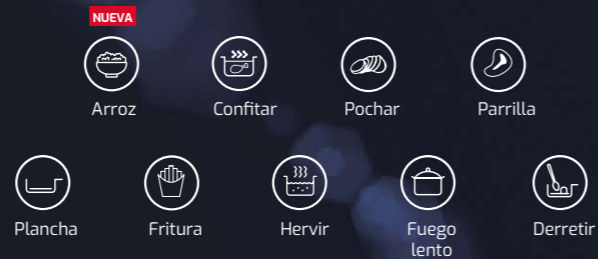 NUEVA
Arroz
Confitar
Pochar
Parrilla
Plancha
Fritura
Hervir
Fuego
lento
Derretir